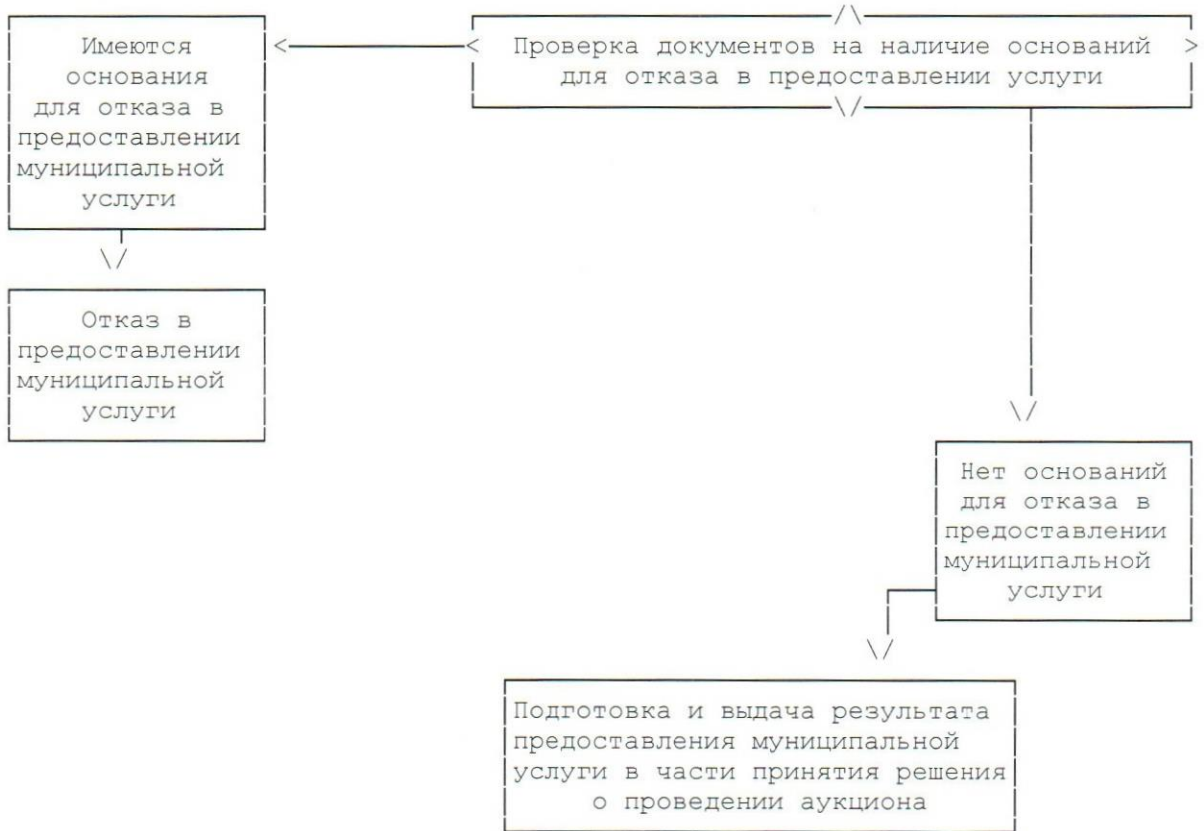 Имеются
основания
для отказа в
предоставлении
муниципальной
услуги
Проверка документов на наличие оснований
для отказа в предоставлении услуги
Отказ в
предоставлении
муниципальной
услуги
Нет оснований
для отказа в
предоставлении
муниципальной
услуги
Подготовка и выдача результата
предоставления муниципальной
услуги в части принятия решения
о проведении аукциона